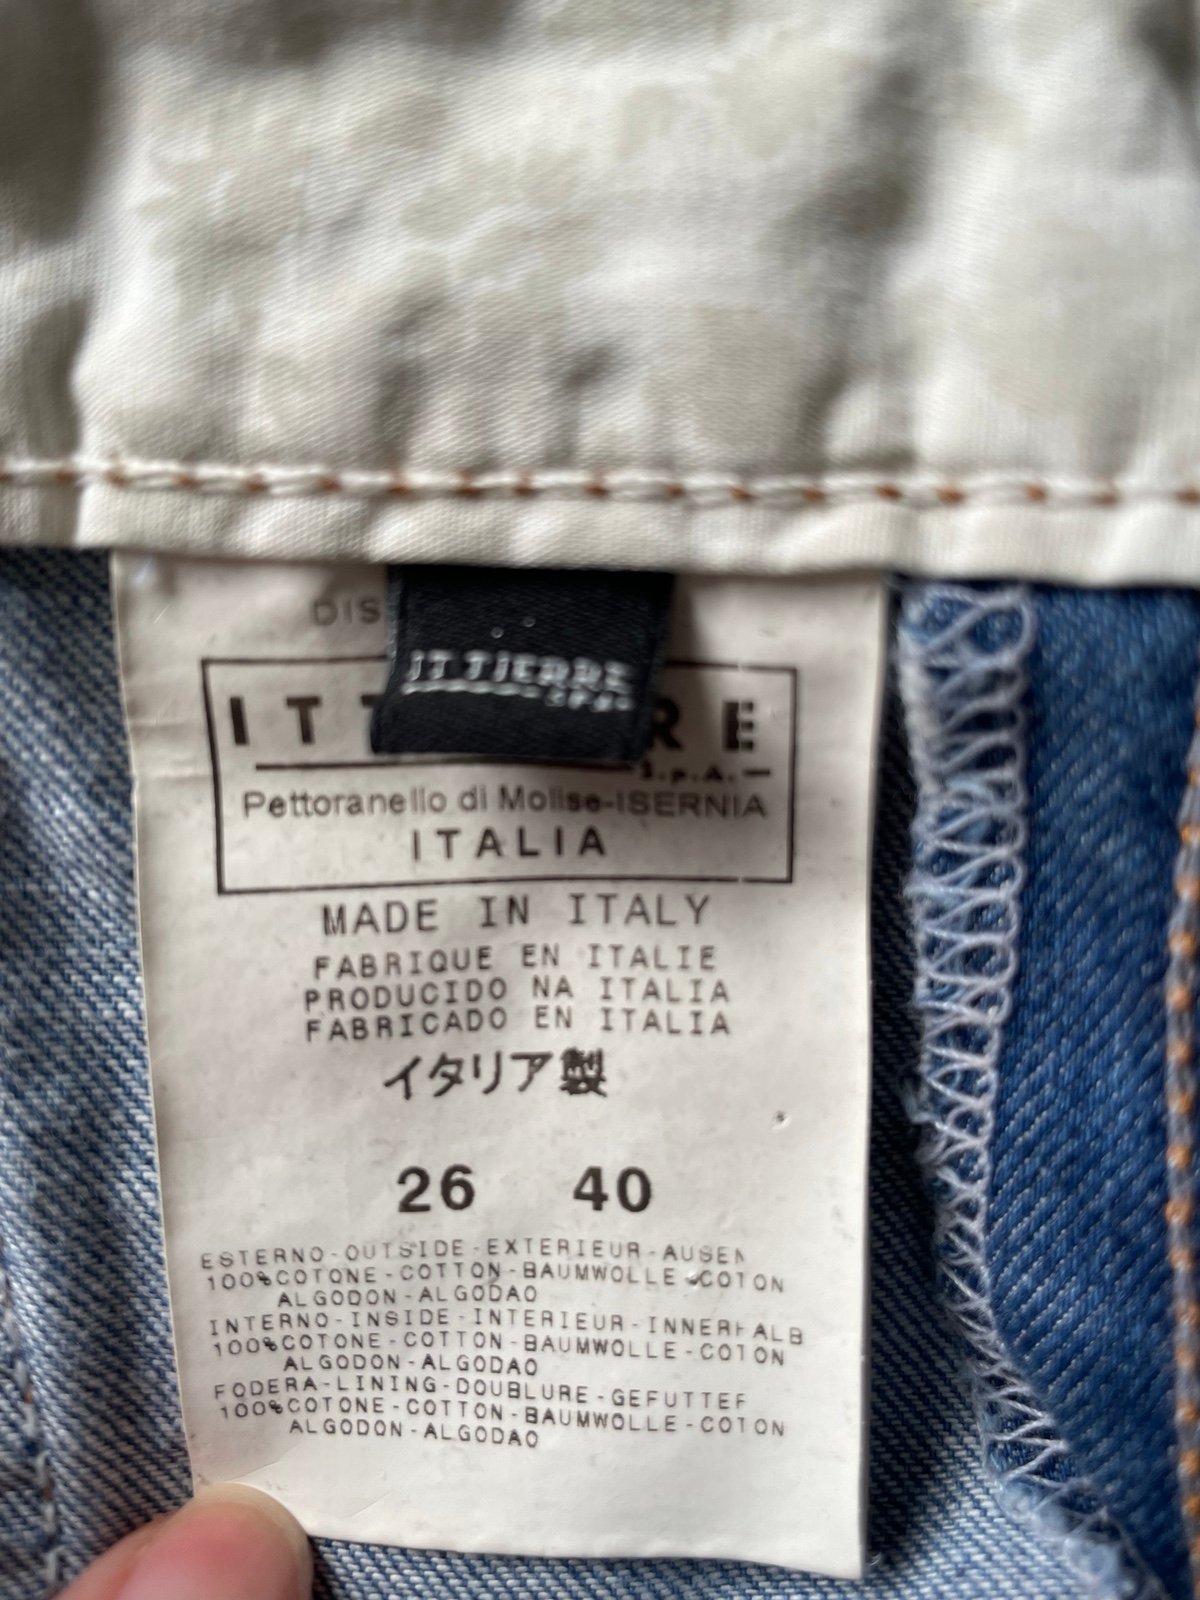 DIS
IT TIERRE
SPA
IT RE
S.p.A.
Pettoranello di Molise-ISERNIA
ITALIA
MADE IN ITALY
FABRIQUE EN ITALIE
PRODUCIDO NA ITALIA
FABRICADO EN ITALIA
イタリア製
26 40
ESTERNO-OUTSIDE-EXTERIEUR-AUSEN
100%COTONE-COTTON-BAUMWOLLE-COTON
ALGODON-ALGODAO
INTERNO-INSIDE-INTERIEUR-INNERHALB
100%COTONE-COTTON-BAUMWOLLE-COTON
ALGODON-ALGODAO
FODERA-LINING-DOUBLURE-GEFUTTEF
100%COTONE-COTTON-BAUMWOLLE-COTON
ALGODON-ALGODAO